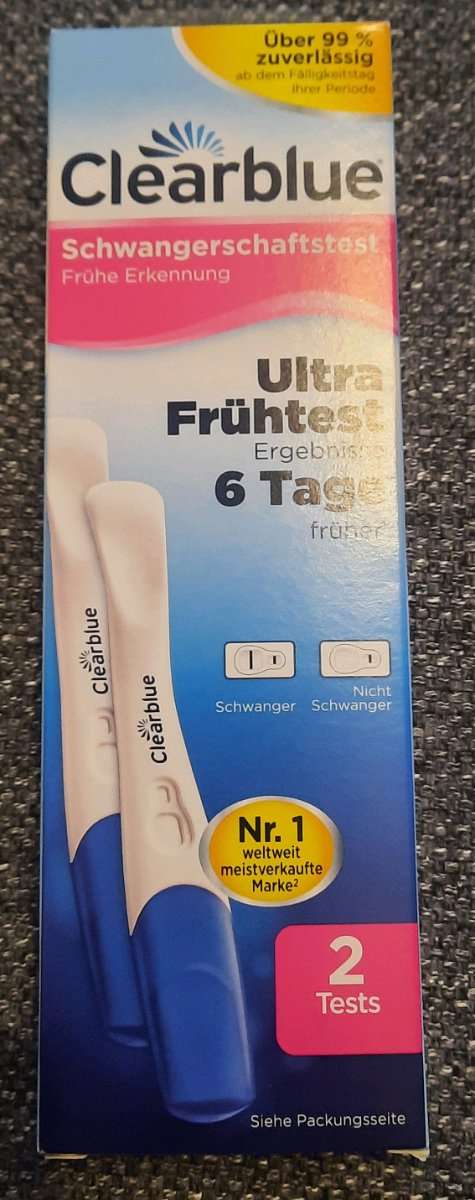 Über 99 %
zuverlässig
ab dem Fälligkeitstag
Ihrer Periode
Clearblue®
Schwangerschaftstest
Frühe Erkennung
Ultra
Frühtest
Ergebnisse
6 Tage
früher
Clearblue
Clearblue
Schwanger
Nicht
Schwanger
Nr. 1
weltweit
meistverkaufte
Marke²
2
Tests
Siehe Packungsseite